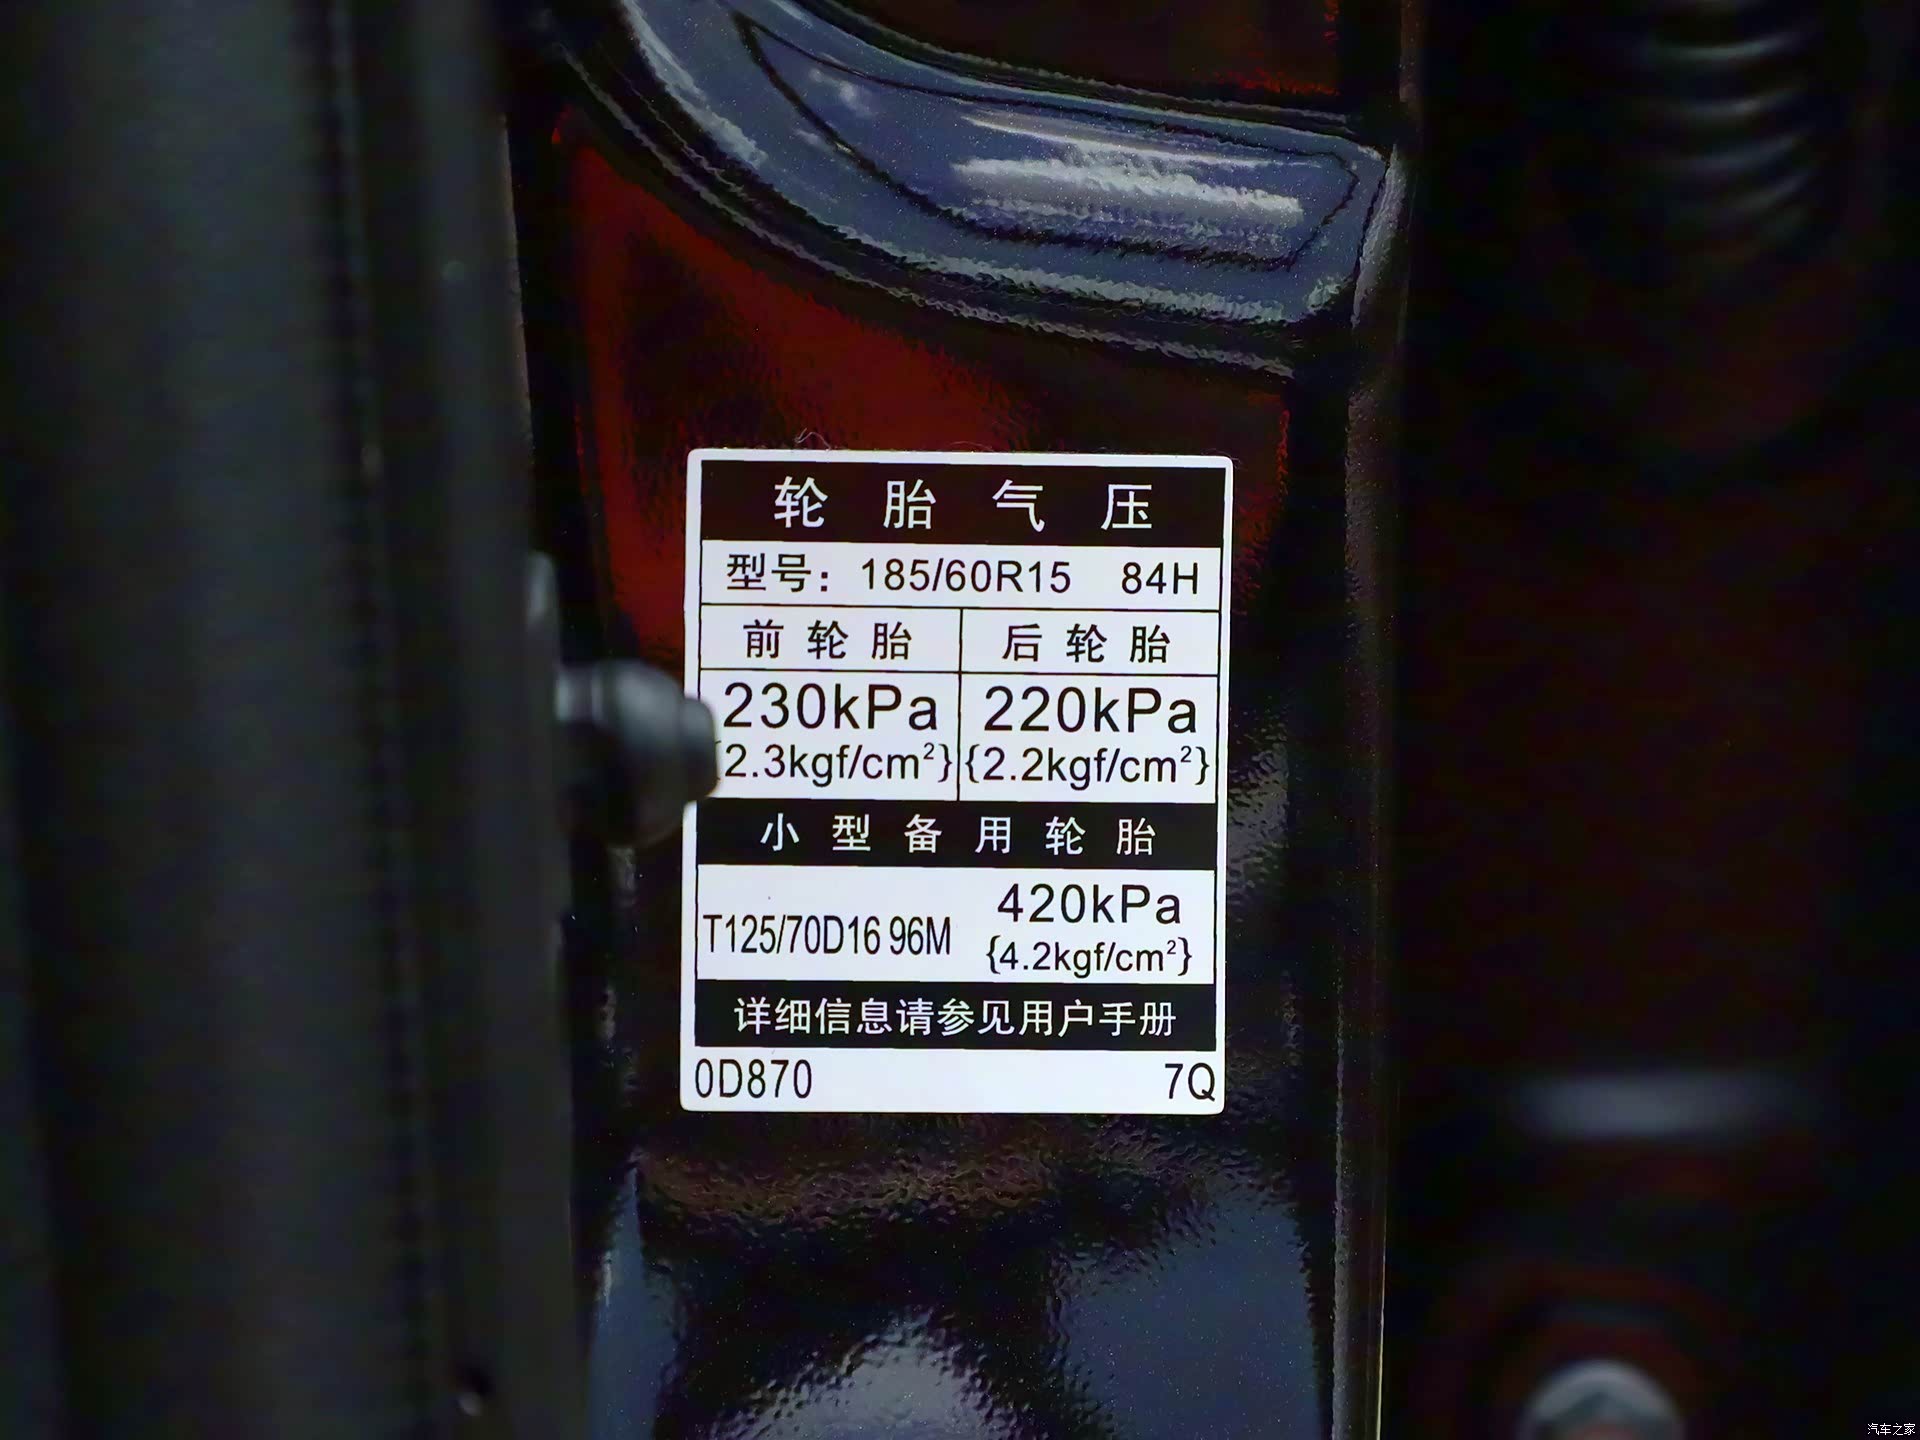 轮胎气压
型号：185/60R15 84H
前轮胎 后轮胎
230kPa 220kPa
{2.3kgf/cm²} {2.2kgf/cm²}
小型备用轮胎
T125/70D16 96M 420kPa
{4.2kgf/cm²}
详细信息请参见用户手册
0D870 7Q
汽车之家